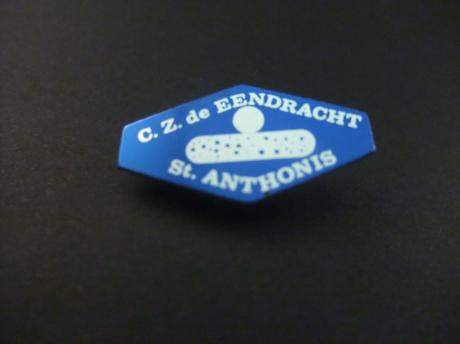 C. Z. de EENDRACHT
St. ANTHONIS